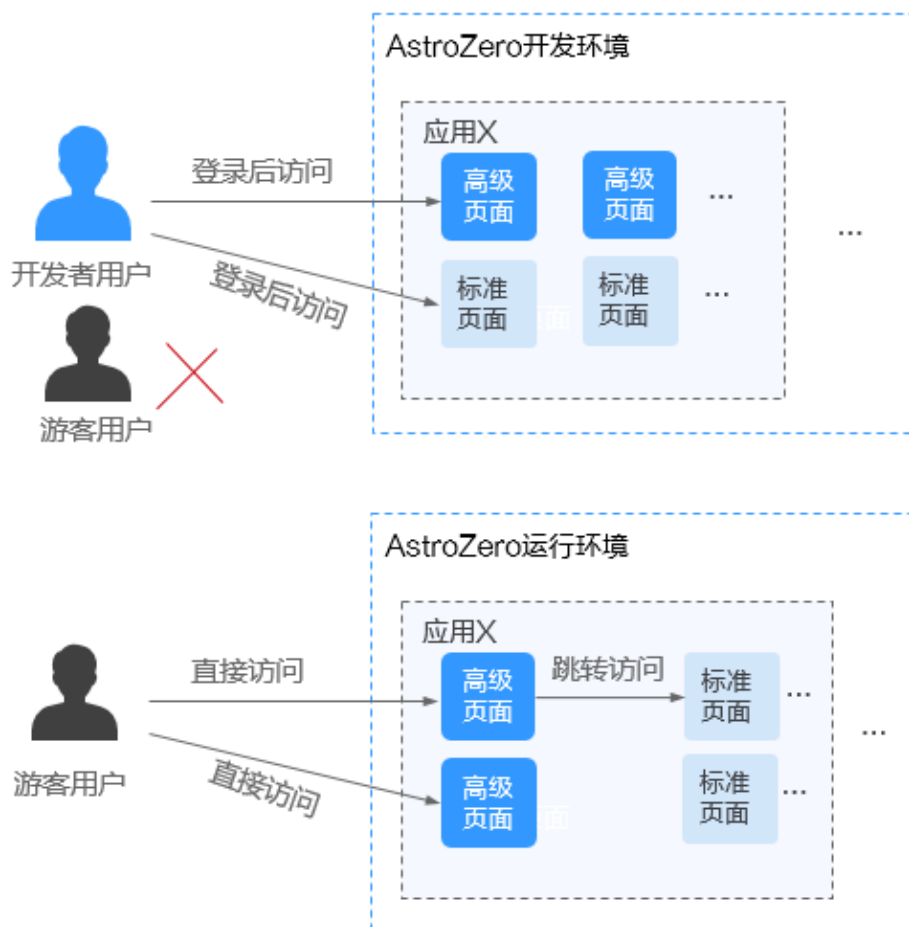 AstroZero开发环境
应用X
登录后访问
高级
页面
高级
页面
...
...
开发者用户
登录后访问
标准
页面
页面
标准
页面
...
游客用户
AstroZero运行环境
应用X
直接访问
高级
页面
跳转访问
标准
页面
...
...
游客用户
直接访问
高级
页面
页面
标准
页面
...